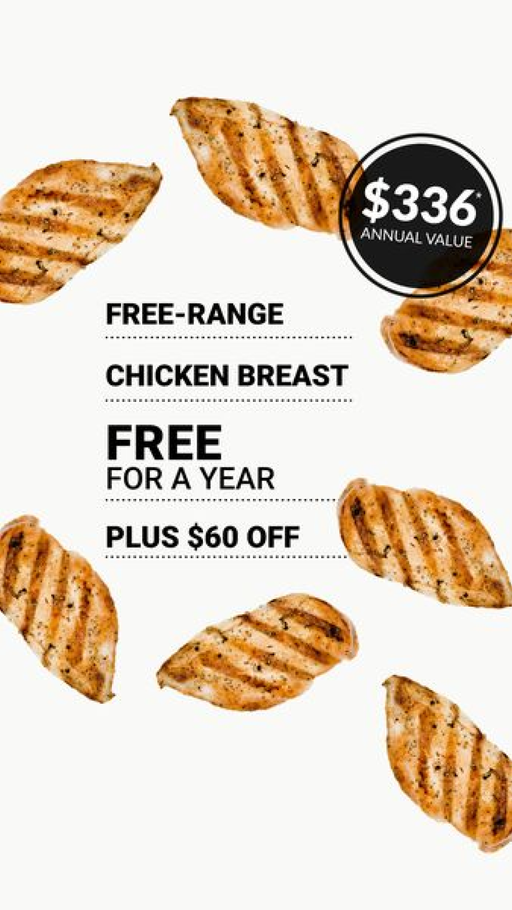 $336*
ANNUAL VALUE
FREE-RANGE
CHICKEN BREAST
FREE
FOR A YEAR
PLUS $60 OFF